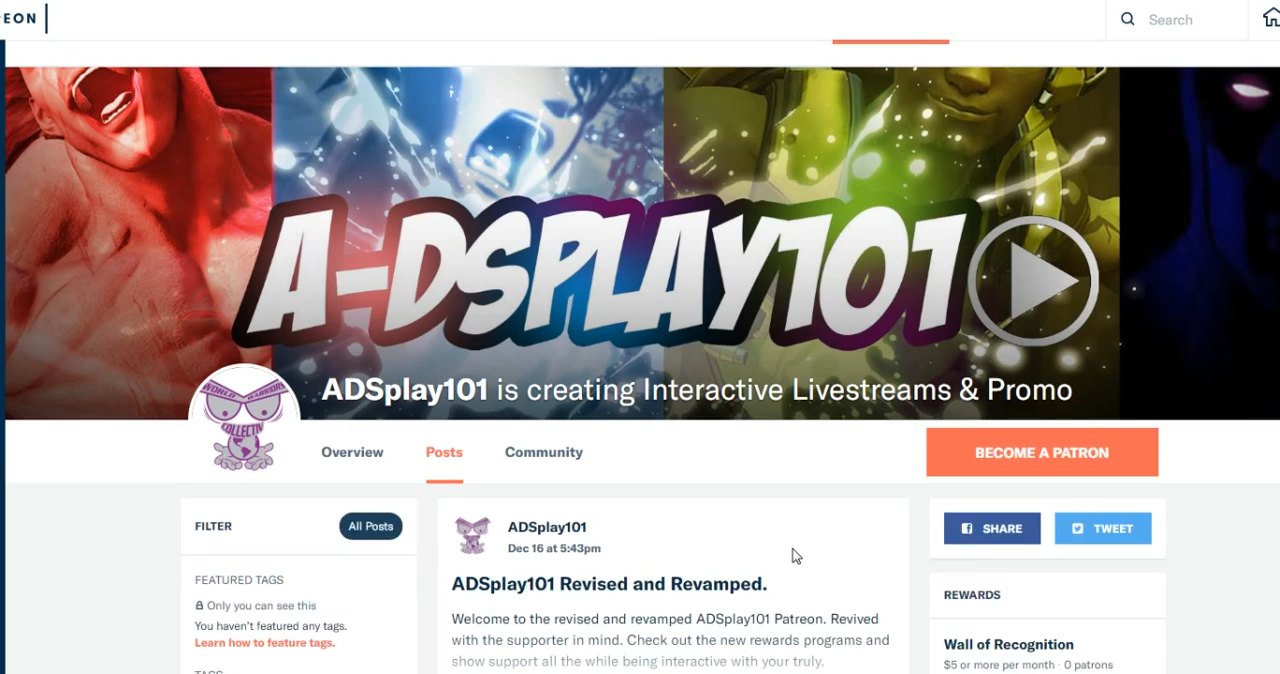 EON
Search
A-DSPLAY101
ADSplay101 is creating Interactive Livestreams & Promo
WORLD WARRIORS
COLLECTIV
Overview
Posts
Community
BECOME A PATRON
FILTER
All Posts
ADSplay101
Dec 16 at 5:43pm
SHARE
TWEET
FEATURED TAGS
Only you can see this
You haven't featured any tags.
Learn how to feature tags.
TAGS
ADSplay101 Revised and Revamped.
Welcome to the revised and revamped ADSplay101 Patreon. Revived
with the supporter in mind. Check out the new rewards programs and
show support all the while being interactive with your truly.
REWARDS
Wall of Recognition
$5 or more per month · 0 patrons